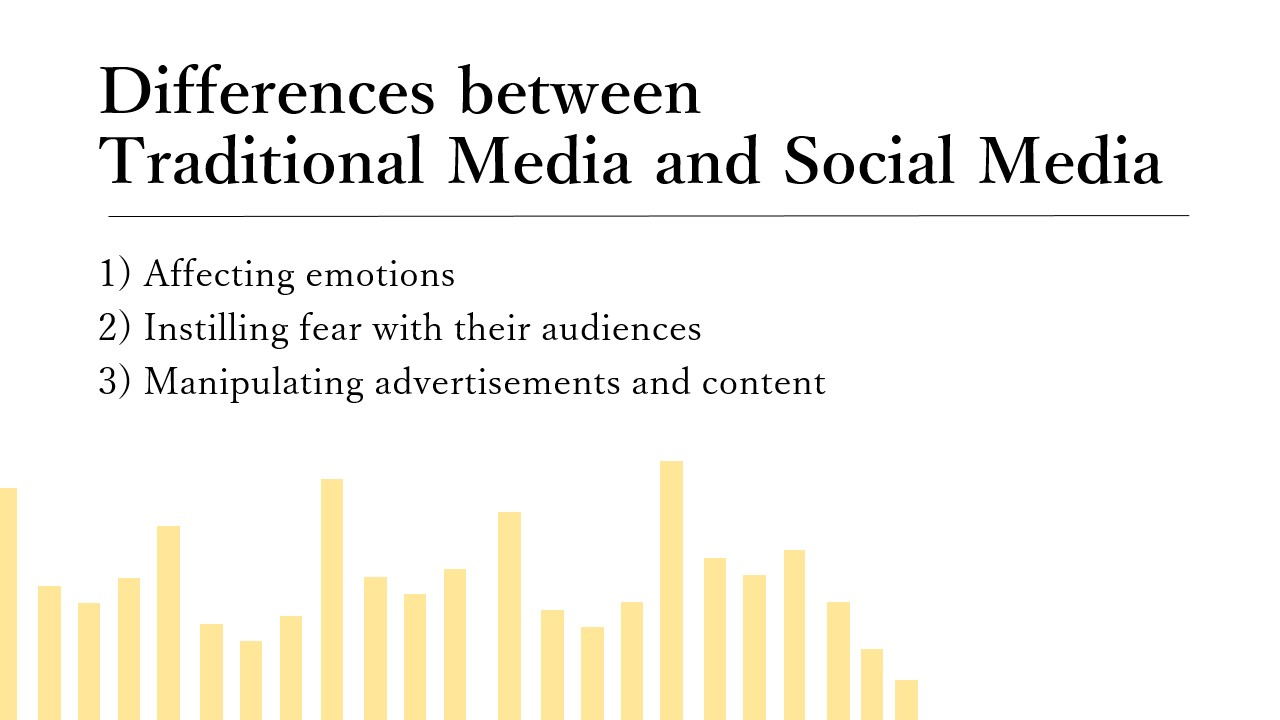 Differences between
Traditional Media and Social Media
1) Affecting emotions
2) Instilling fear with their audiences
3) Manipulating advertisements and content